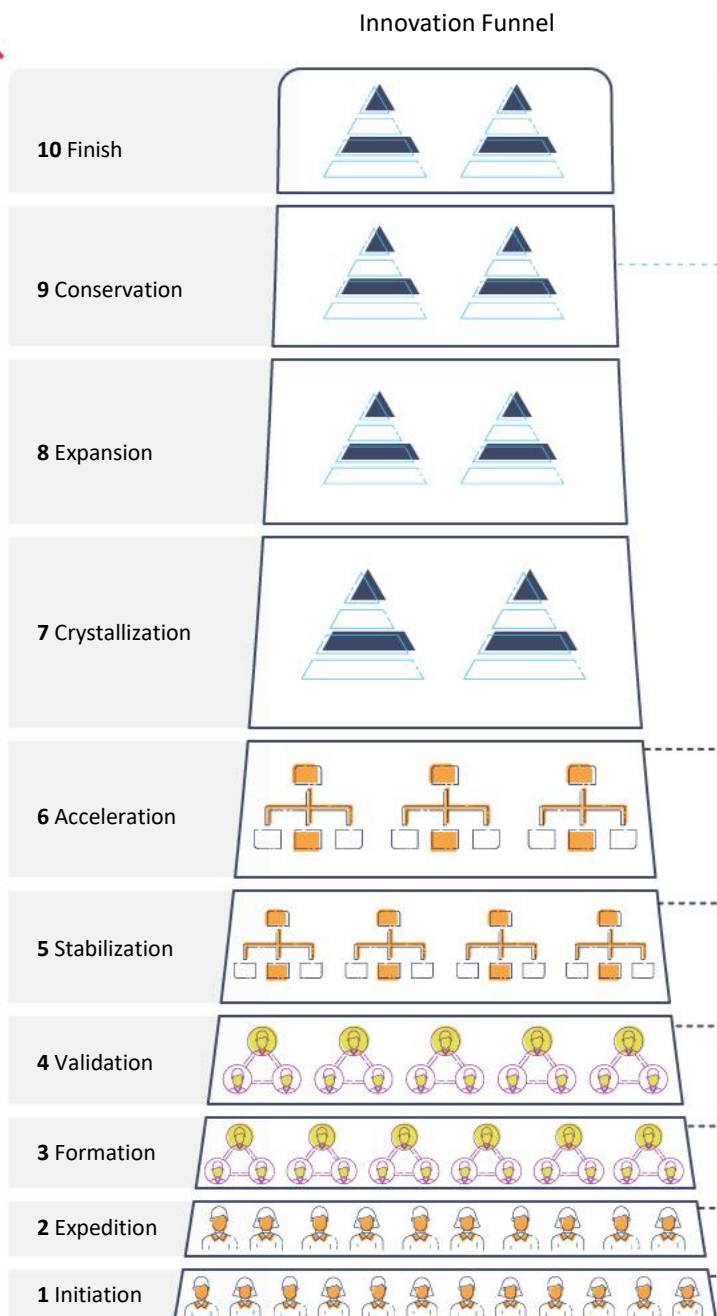 Innovation Funnel
10 Finish
9 Conservation
8 Expansion
7 Crystallization
6 Acceleration
5 Stabilization
4 Validation
3 Formation
2 Expedition
1 Initiation